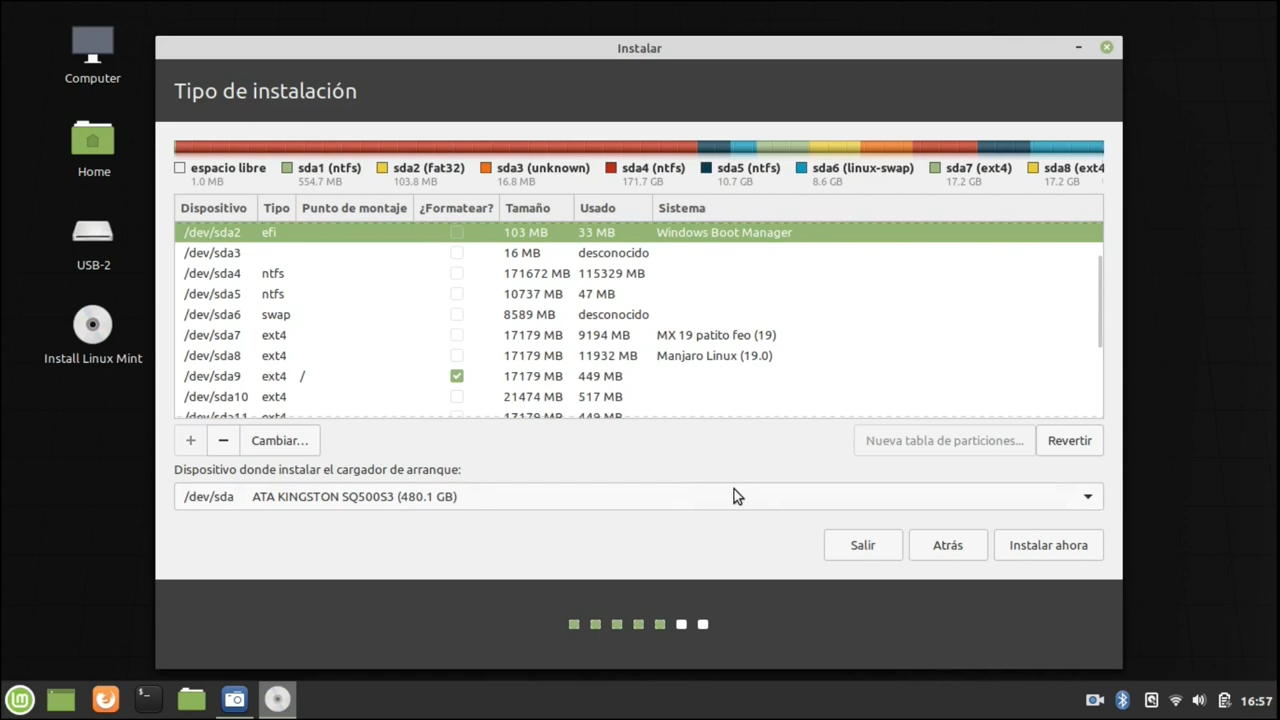 Computer
Home
USB-2
Install Linux Mint
Instalar
Tipo de instalación
espacio libre sda1 (ntfs) sda2 (fat32) sda3 (unknown) sda4 (ntfs) sda5 (ntfs) sda6 (linux-swap) sda7 (ext4) sda8 (ext4
1.0 MB 554.7 MB 103.8 MB 16.8 MB 171.7 GB 10.7 GB 8.6 GB 17.2 GB 17.2 GB
Dispositivo Tipo Punto de montaje ¿Formatear? Tamaño Usado Sistema
/dev/sda2 efi 103 MB 33 MB Windows Boot Manager
/dev/sda3 16 MB desconocido
/dev/sda4 ntfs 171672 MB 115329 MB
/dev/sda5 ntfs 10737 MB 47 MB
/dev/sda6 swap 8589 MB desconocido
/dev/sda7 ext4 17179 MB 9194 MB MX 19 patito feo (19)
/dev/sda8 ext4 17179 MB 11932 MB Manjaro Linux (19.0)
/dev/sda9 ext4 / 17179 MB 449 MB
/dev/sda10 ext4 21474 MB 517 MB
/dev/sda11 ext4 17179 MB 449 MB
+ − Cambiar... Nueva tabla de particiones... Revertir
Dispositivo donde instalar el cargador de arranque:
/dev/sda ATA KINGSTON SQ500S3 (480.1 GB)
Salir Atrás Instalar ahora
16:57